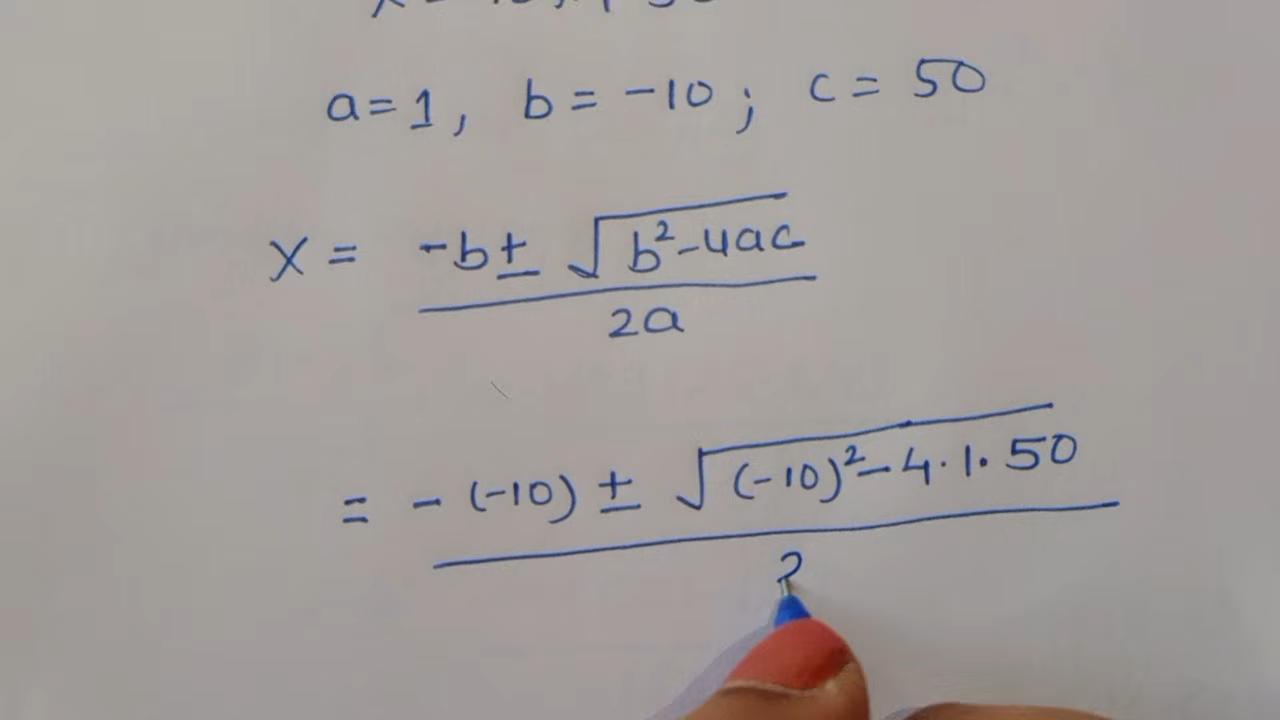 a=1, b = -10 ; c = 50
X = -b ± √b²-4ac
2a
= - (-10) ± √(-10)² - 4 · 1 · 50
2